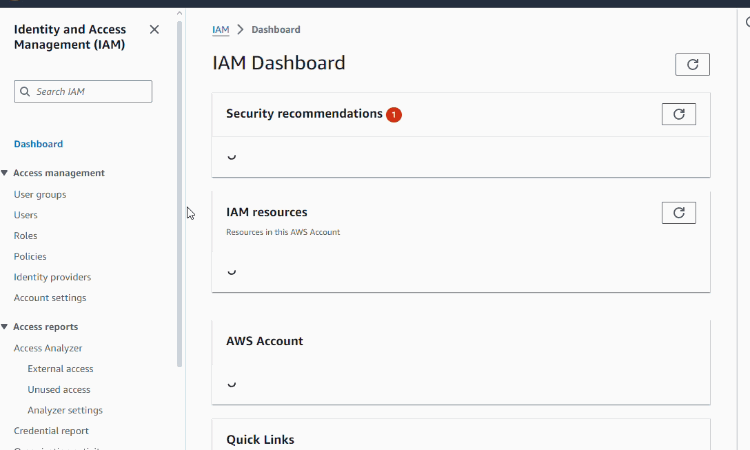 Identity and Access
Management (IAM)
Search IAM
Dashboard
Access management
User groups
Users
Roles
Policies
Identity providers
Account settings
Access reports
Access Analyzer
External access
Unused access
Analyzer settings
Credential report
IAM > Dashboard
IAM Dashboard
Security recommendations 1
IAM resources
Resources in this AWS Account
AWS Account
Quick Links